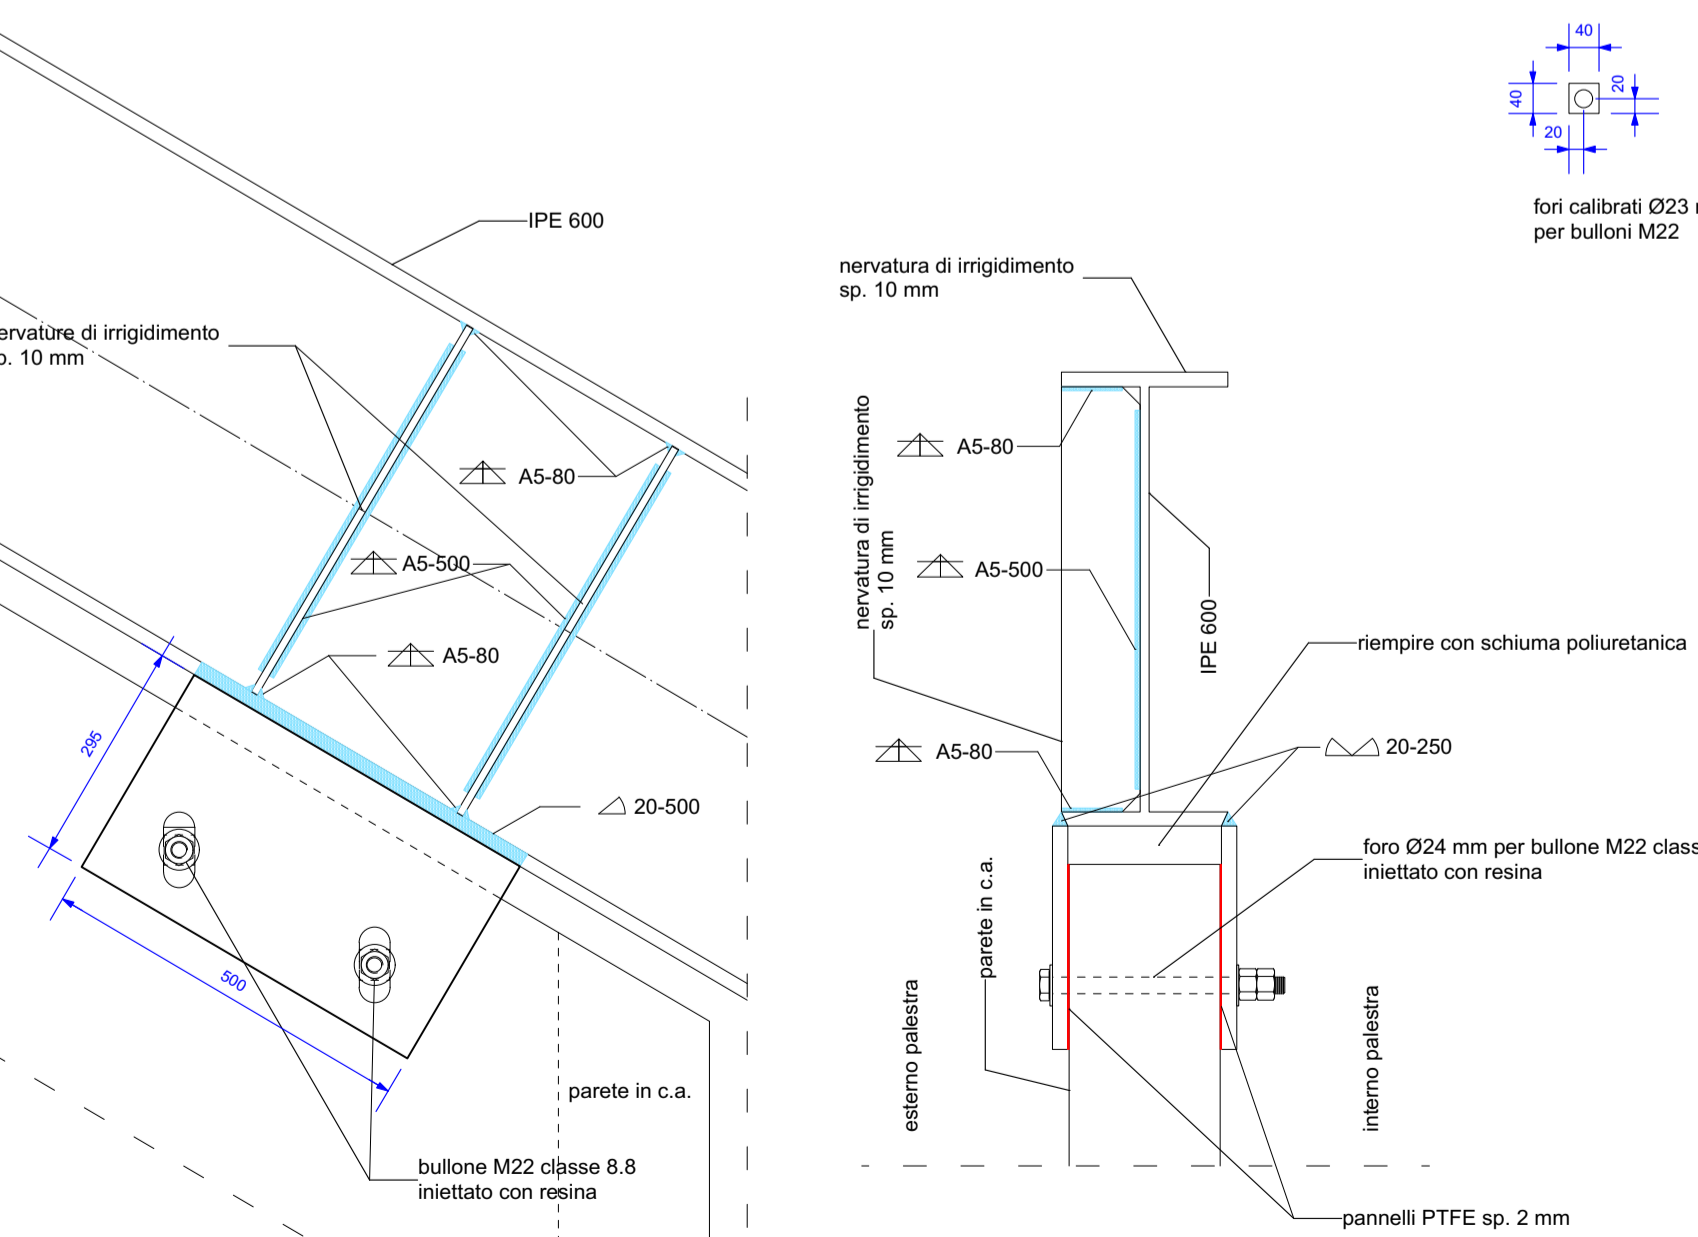 IPE 600
ervature di irrigidimento
p. 10 mm
A5-80
A5-500
A5-80
295
20-500
500
parete in c.a.
bullone M22 classe 8.8
iniettato con resina
nervatura di irrigidimento
sp. 10 mm
nervatura di irrigidimento
sp. 10 mm
A5-80
A5-500
IPE 600
A5-80
riempire con schiuma poliuretanica
20-250
foro Ø24 mm per bullone M22 class
iniettato con resina
parete in c.a.
esterno palestra
interno palestra
pannelli PTFE sp. 2 mm
40
40
20
20
fori calibrati Ø23
per bulloni M22